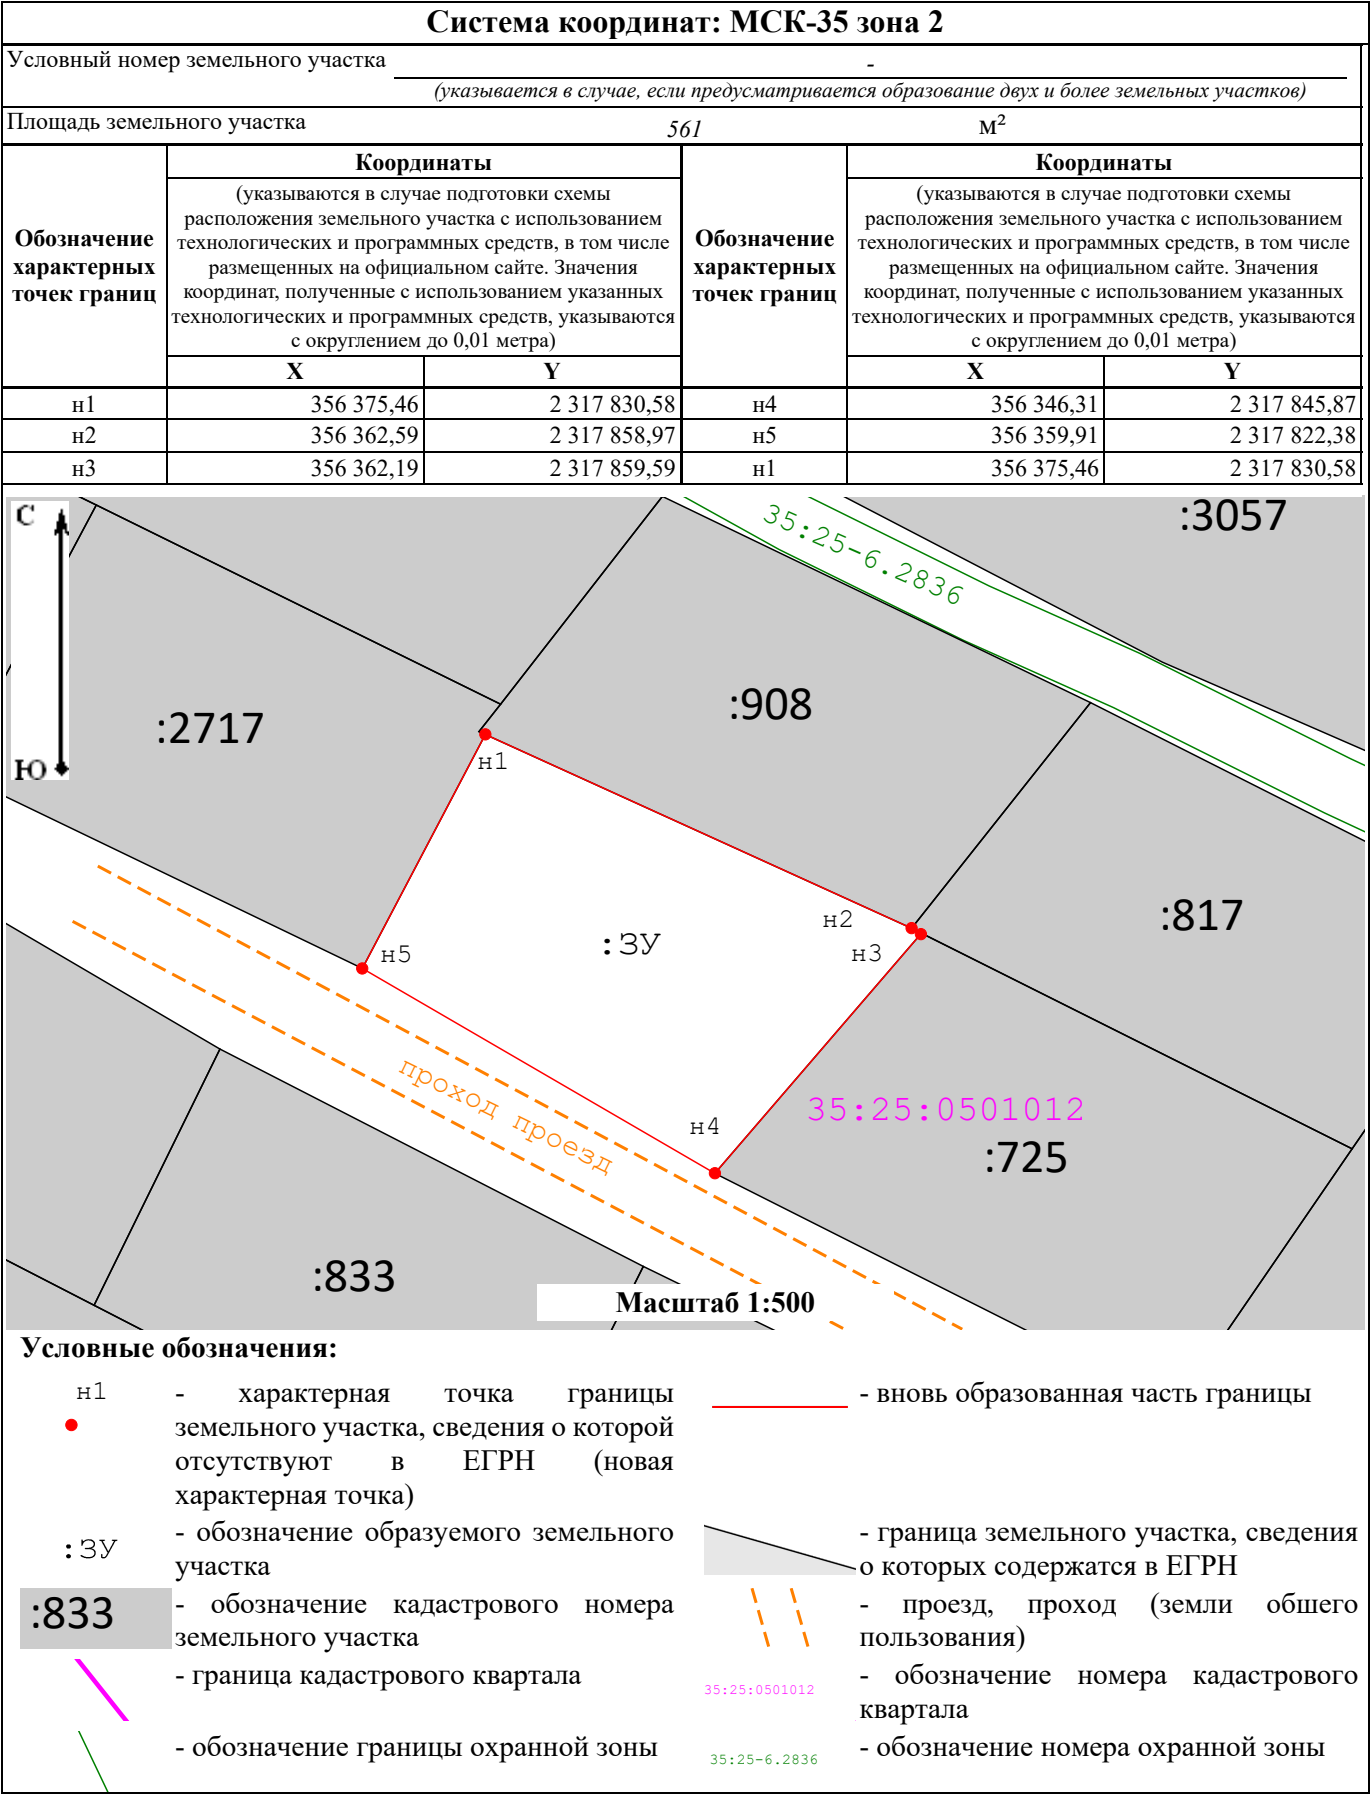 Система координат: МСК-35 зона 2
Условный номер земельного участка -
(указывается в случае, если предусматривается образование двух и более земельных участков)
Площадь земельного участка 561 м²
Обозначение
характерных
точек границ
Координаты
(указываются в случае подготовки схемы
расположения земельного участка с использованием
технологических и программных средств, в том числе
размещенных на официальном сайте. Значения
координат, полученные с использованием указанных
технологических и программных средств, указываются
с округлением до 0,01 метра)
X Y
Обозначение
характерных
точек границ
Координаты
(указываются в случае подготовки схемы
расположения земельного участка с использованием
технологических и программных средств, в том числе
размещенных на официальном сайте. Значения
координат, полученные с использованием указанных
технологических и программных средств, указываются
с округлением до 0,01 метра)
X Y
н1 356 375,46 2 317 830,58 н4 356 346,31 2 317 845,87
н2 356 362,59 2 317 858,97 н5 356 359,91 2 317 822,38
н3 356 362,19 2 317 859,59 н1 356 375,46 2 317 830,58
С
:3057
35:25-6.2836
:908
:2717
н1
Ю
:817
н2
:ЗУ
н3
н5
проход проезд
35:25:0501012
н4
:725
:833
Масштаб 1:500
Условные обозначения:
н1
- характерная точка границы
земельного участка, сведения о которой
отсутствуют в ЕГРН (новая
характерная точка)
- вновь образованная часть границы
:ЗУ
- обозначение образуемого земельного
участка
- граница земельного участка, сведения
о которых содержатся в ЕГРН
:833
- обозначение кадастрового номера
земельного участка
- проезд, проход (земли обшего
пользования)
- граница кадастрового квартала
35:25:0501012
- обозначение номера кадастрового
квартала
- обозначение границы охранной зоны
35:25-6.2836
- обозначение номера охранной зоны